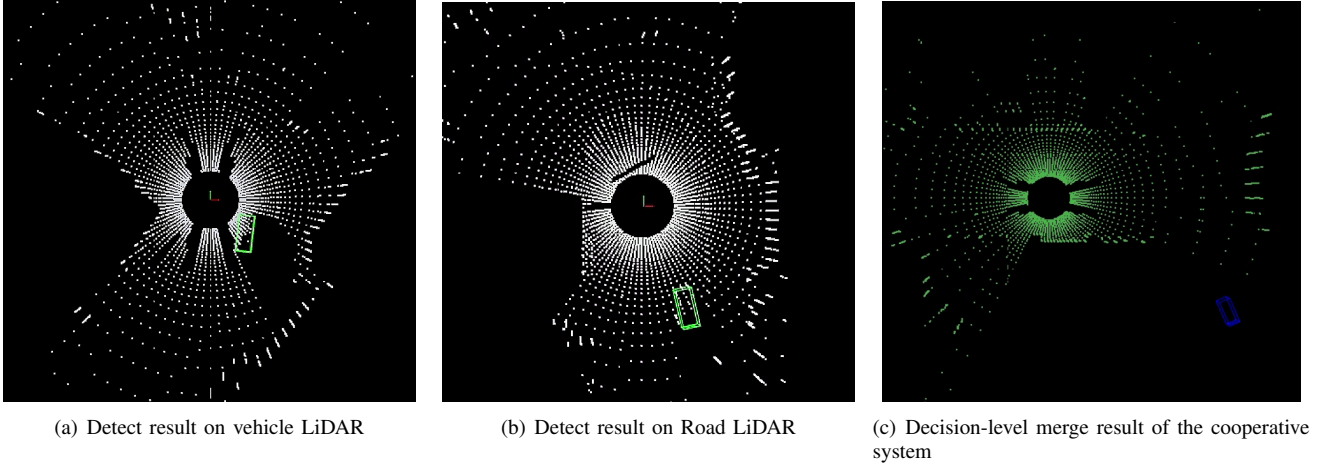 (a) Detect result on vehicle LiDAR
(b) Detect result on Road LiDAR
(c) Decision-level merge result of the cooperative
system